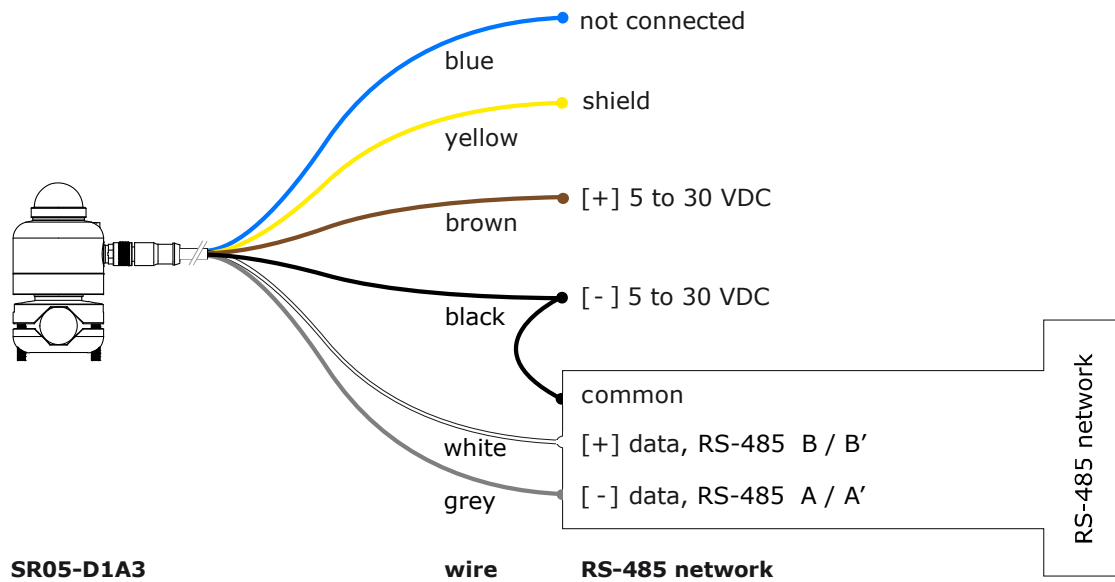 not connected
blue
shield
yellow
[+] 5 to 30 VDC
brown
[-] 5 to 30 VDC
black
common
white
[+] data, RS-485 B / B′
grey
[-] data, RS-485 A / A′
RS-485 network
SR05-D1A3 wire RS-485 network